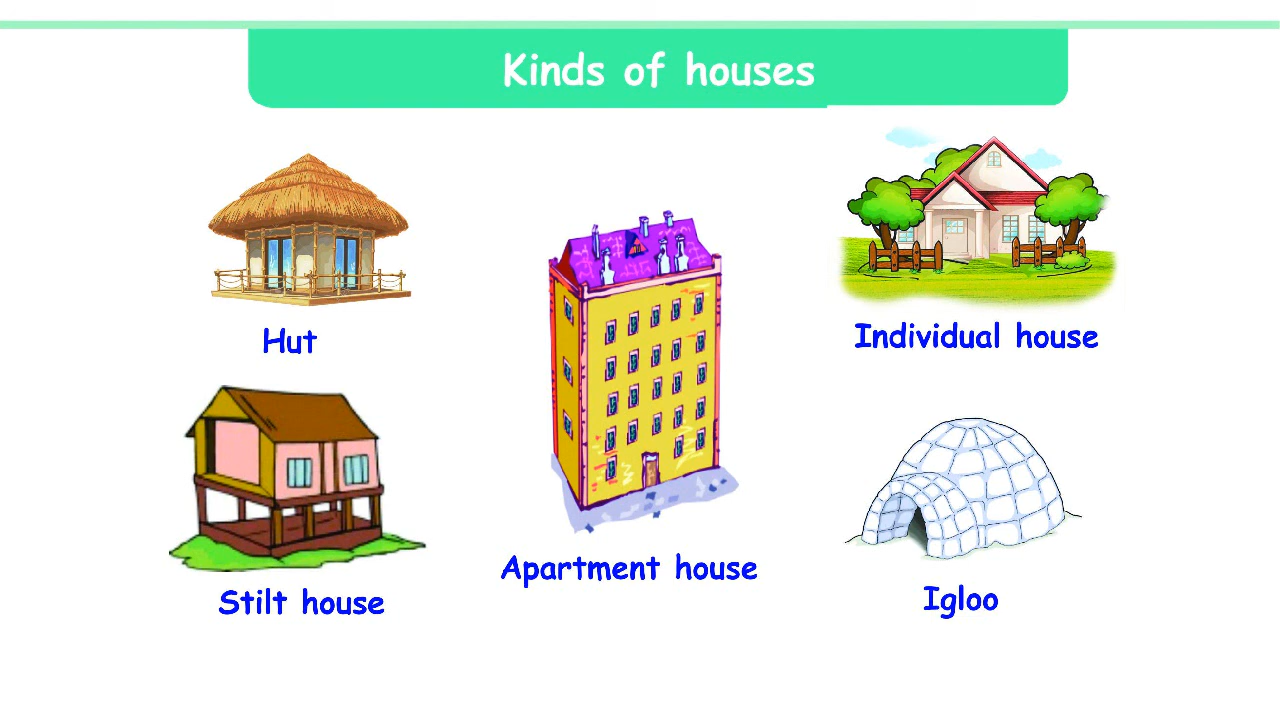 Kinds of houses
Hut
Individual house
Stilt house
Apartment house
Igloo